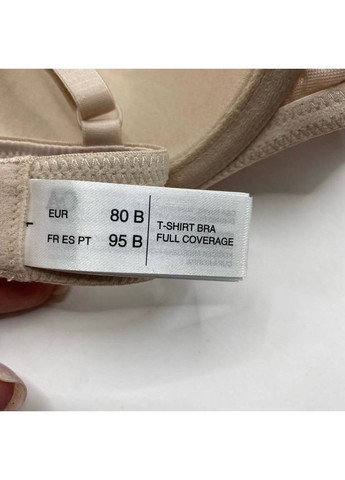 EUR 80 B
FR ES PT 95 B
T-SHIRT BRA
FULL COVERAGE